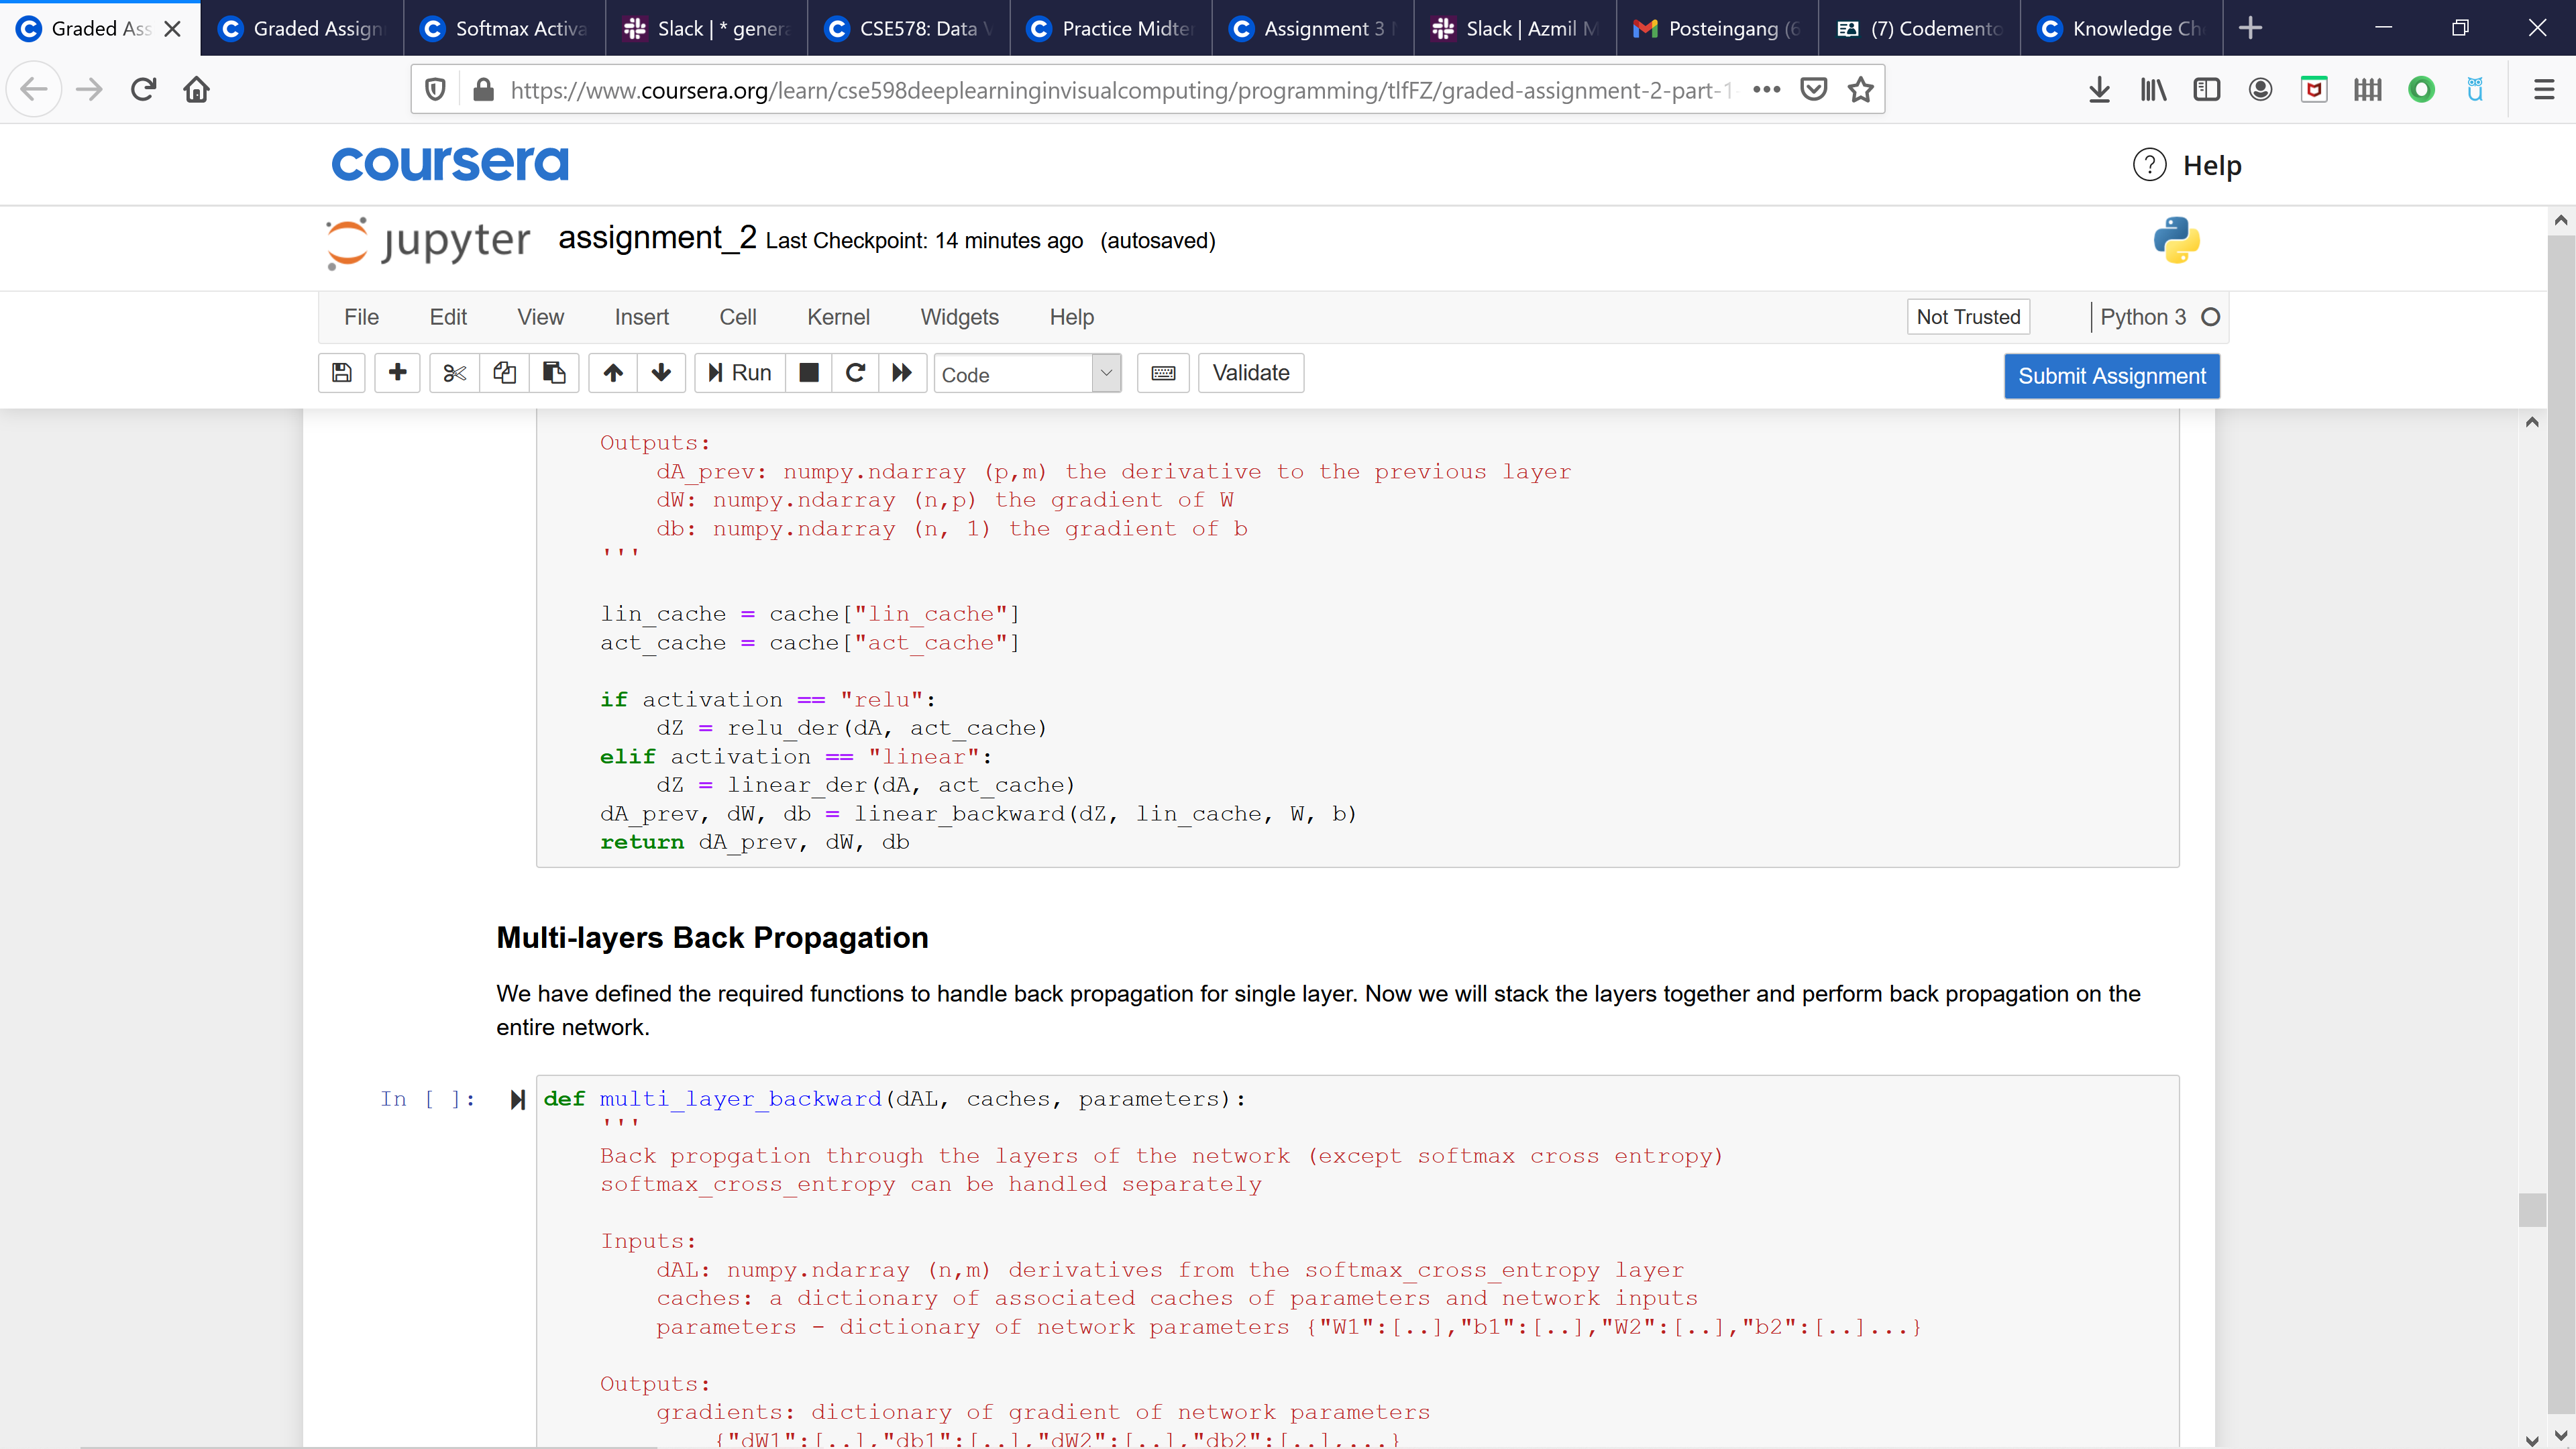 Graded Ass
Graded Assign
Softmax Activa
Slack | * genera
CSE578: Data V
Practice Midter
Assignment 3
Slack | Azmil M
Posteingang (6
(7) Codemento
Knowledge Ch
https://www.coursera.org/learn/cse598deeplearninginvisualcomputing/programming/tlfFZ/graded-assignment-2-part-1-
coursera
? Help
jupyter assignment_2 Last Checkpoint: 14 minutes ago (autosaved)
File Edit View Insert Cell Kernel Widgets Help Not Trusted Python 3
Run Code Validate Submit Assignment
Outputs:
dA_prev: numpy.ndarray (p,m) the derivative to the previous layer
dW: numpy.ndarray (n,p) the gradient of W
db: numpy.ndarray (n, 1) the gradient of b
'''
lin_cache = cache["lin_cache"]
act_cache = cache["act_cache"]
if activation == "relu":
dZ = relu_der(dA, act_cache)
elif activation == "linear":
dZ = linear_der(dA, act_cache)
dA_prev, dW, db = linear_backward(dZ, lin_cache, W, b)
return dA_prev, dW, db
Multi-layers Back Propagation
We have defined the required functions to handle back propagation for single layer. Now we will stack the layers together and perform back propagation on the
entire network.
In [ ]: def multi_layer_backward(dAL, caches, parameters):
'''
Back propgation through the layers of the network (except softmax cross entropy)
softmax_cross_entropy can be handled separately
Inputs:
dAL: numpy.ndarray (n,m) derivatives from the softmax_cross_entropy layer
caches: a dictionary of associated caches of parameters and network inputs
parameters - dictionary of network parameters {"W1":[..],"b1":[..],"W2":[..],"b2":[..]...}
Outputs:
gradients: dictionary of gradient of network parameters
{"dW1":[..],"db1":[..],"dW2":[..],"db2":[..],...}